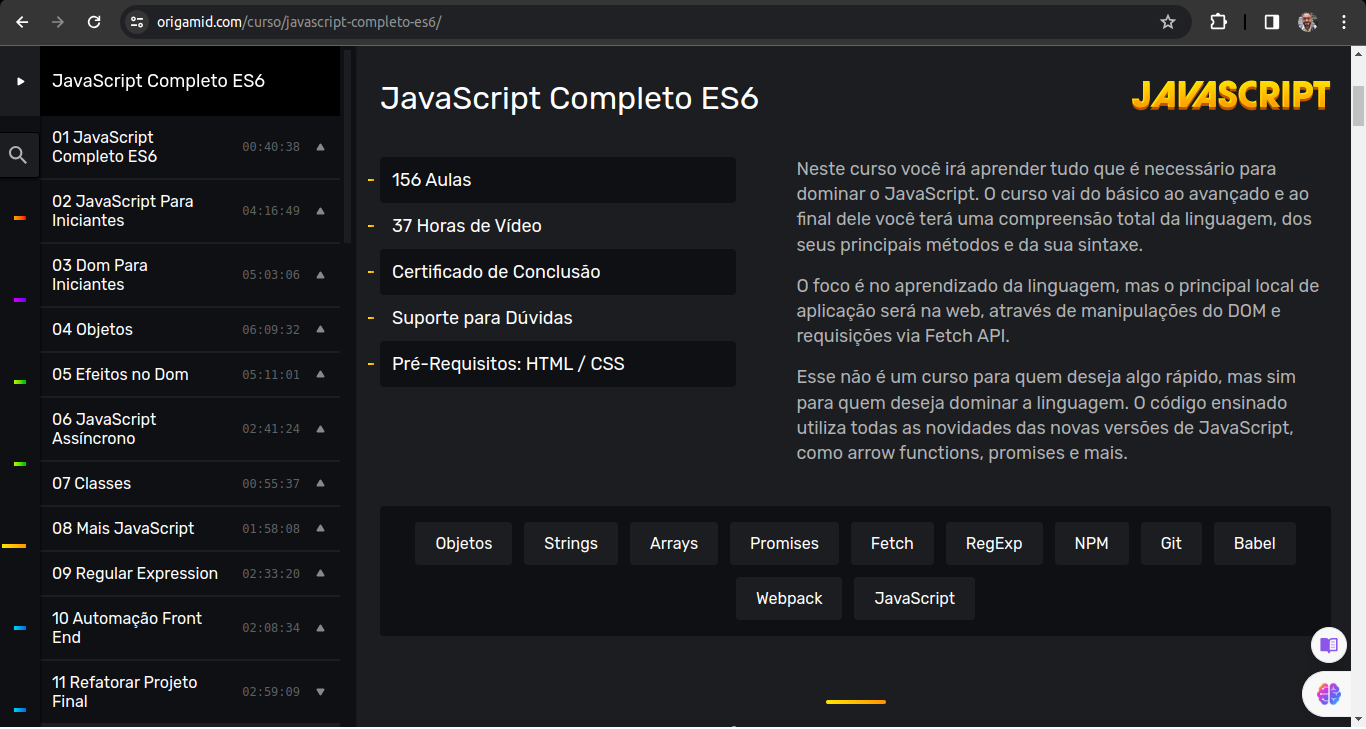 origamid.com/curso/javascript-completo-es6/
JavaScript Completo ES6
01 JavaScript
Completo ES6
00:40:38
02 JavaScript Para
Iniciantes
04:16:49
03 Dom Para
Iniciantes
05:03:06
04 Objetos
06:09:32
05 Efeitos no Dom
05:11:01
06 JavaScript
Assíncrono
02:41:24
07 Classes
00:55:37
08 Mais JavaScript
01:58:08
09 Regular Expression
02:33:20
10 Automação Front
End
02:08:34
11 Refatorar Projeto
Final
02:59:09
JavaScript Completo ES6
JAVASCRIPT
156 Aulas
37 Horas de Vídeo
Certificado de Conclusão
Suporte para Dúvidas
Pré-Requisitos: HTML / CSS
Neste curso você irá aprender tudo que é necessário para
dominar o JavaScript. O curso vai do básico ao avançado e ao
final dele você terá uma compreensão total da linguagem, dos
seus principais métodos e da sua sintaxe.
O foco é no aprendizado da linguagem, mas o principal local de
aplicação será na web, através de manipulações do DOM e
requisições via Fetch API.
Esse não é um curso para quem deseja algo rápido, mas sim
para quem deseja dominar a linguagem. O código ensinado
utiliza todas as novidades das novas versões de JavaScript,
como arrow functions, promises e mais.
Objetos
Strings
Arrays
Promises
Fetch
RegExp
NPM
Git
Babel
Webpack
JavaScript